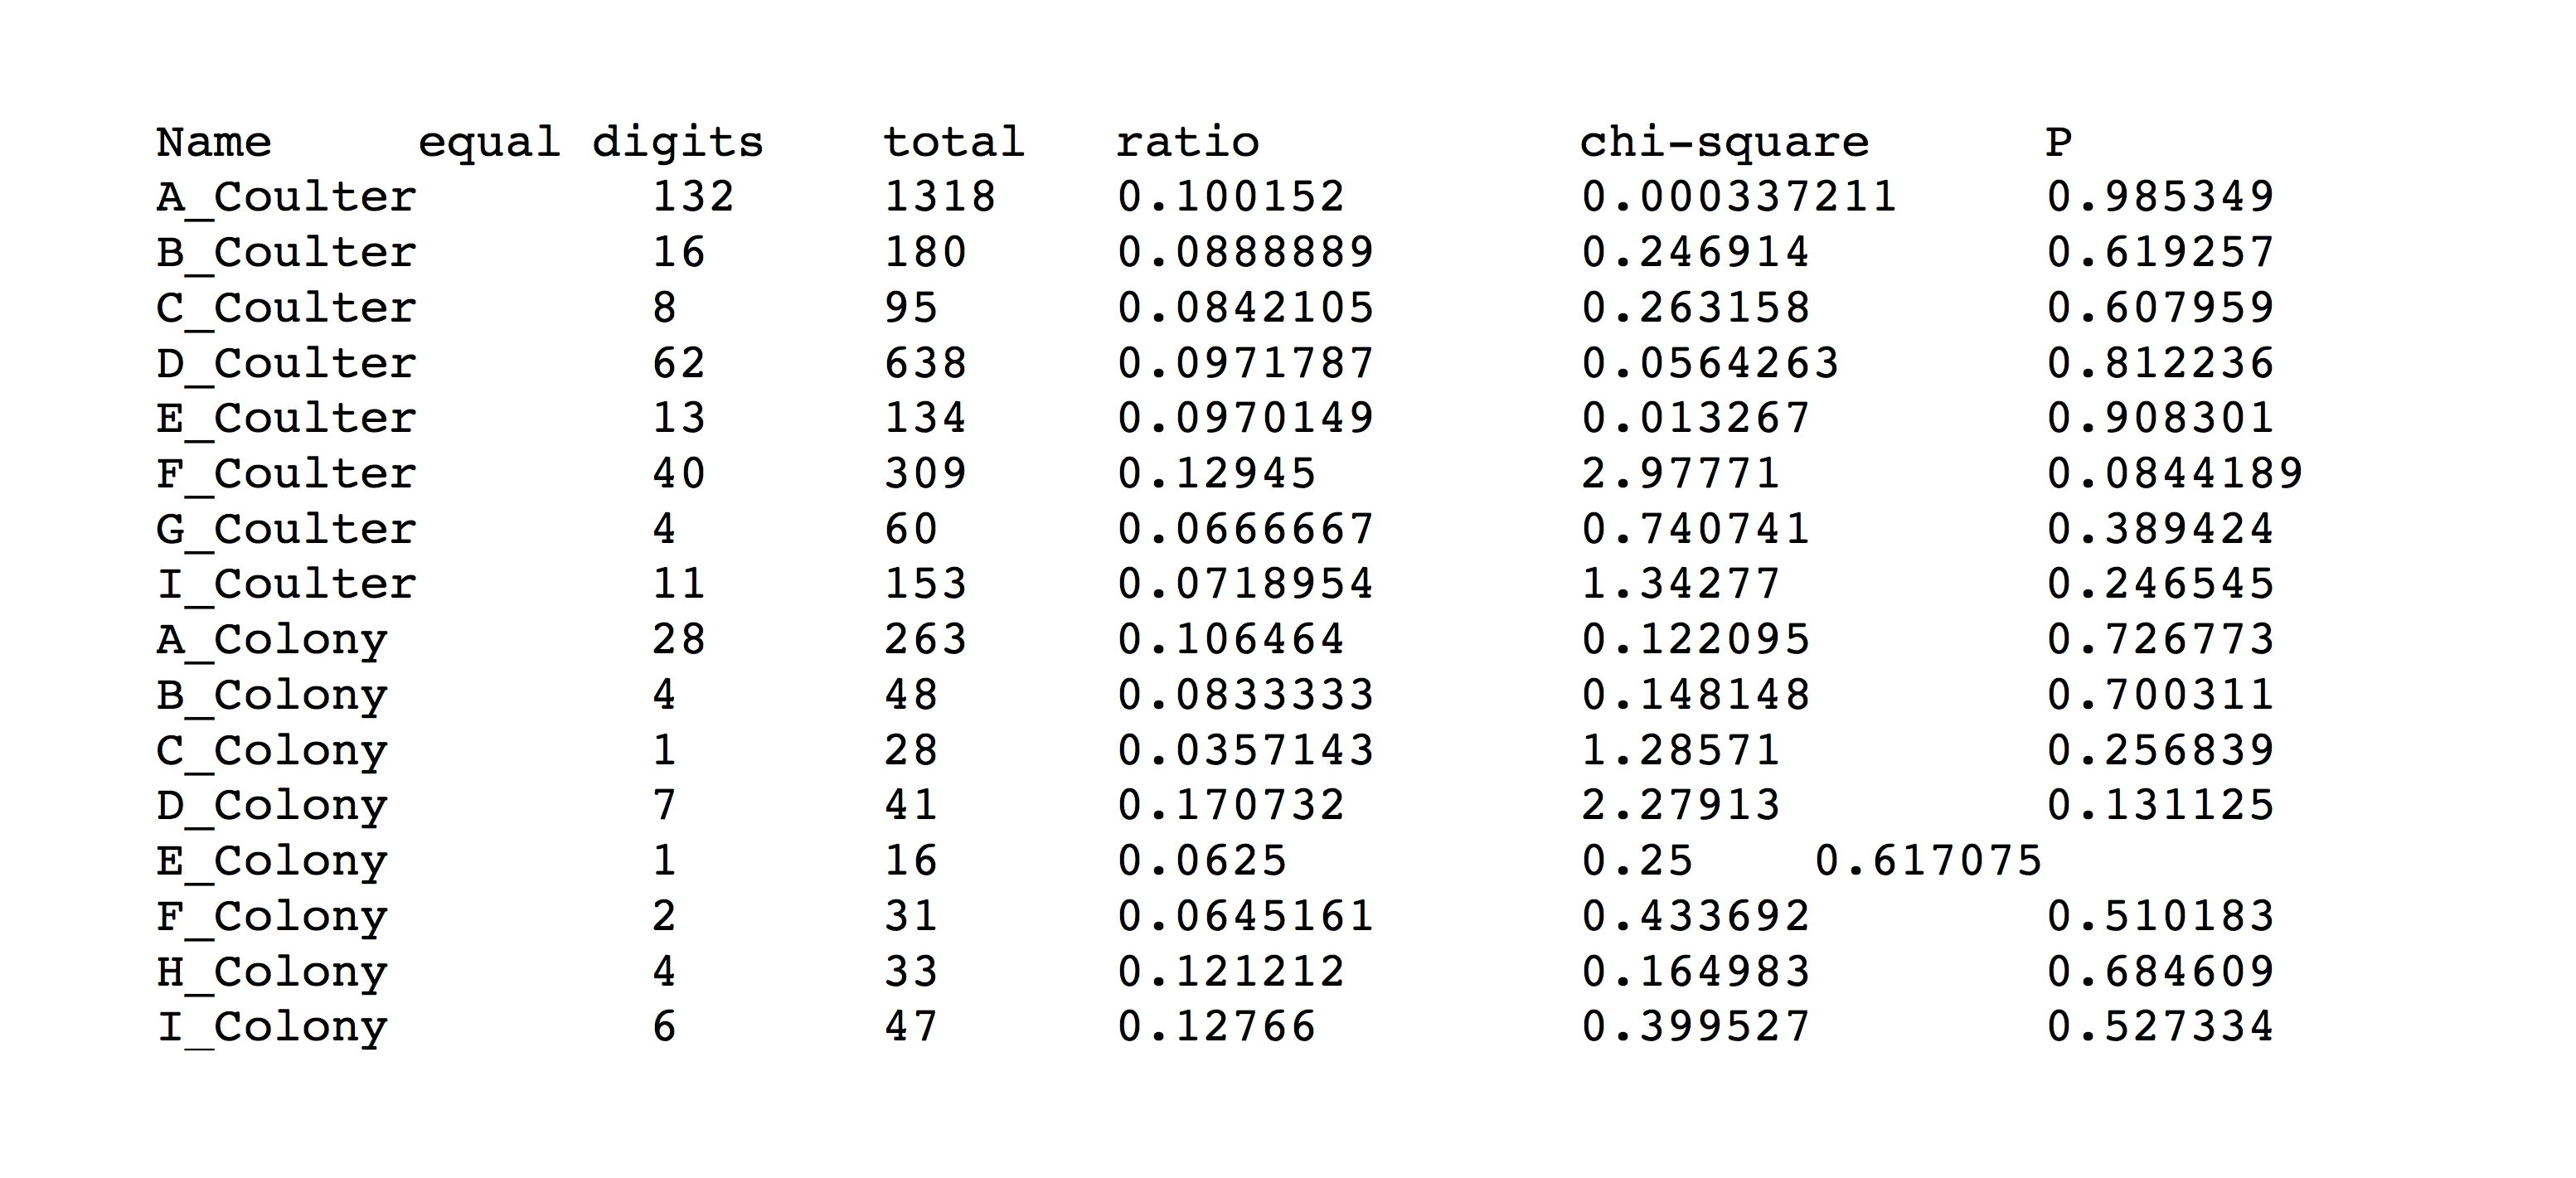 Name equal digits total ratio chi-square P
A_Coulter 132 1318 0.100152 0.000337211 0.985349
B_Coulter 16 180 0.0888889 0.246914 0.619257
C_Coulter 8 95 0.0842105 0.263158 0.607959
D_Coulter 62 638 0.0971787 0.0564263 0.812236
E_Coulter 13 134 0.0970149 0.013267 0.908301
F_Coulter 40 309 0.12945 2.97771 0.0844189
G_Coulter 4 60 0.0666667 0.740741 0.389424
I_Coulter 11 153 0.0718954 1.34277 0.246545
A_Colony 28 263 0.106464 0.122095 0.726773
B_Colony 4 48 0.0833333 0.148148 0.700311
C_Colony 1 28 0.0357143 1.28571 0.256839
D_Colony 7 41 0.170732 2.27913 0.131125
E_Colony 1 16 0.0625 0.25 0.617075
F_Colony 2 31 0.0645161 0.433692 0.510183
H_Colony 4 33 0.121212 0.164983 0.684609
I_Colony 6 47 0.12766 0.399527 0.527334